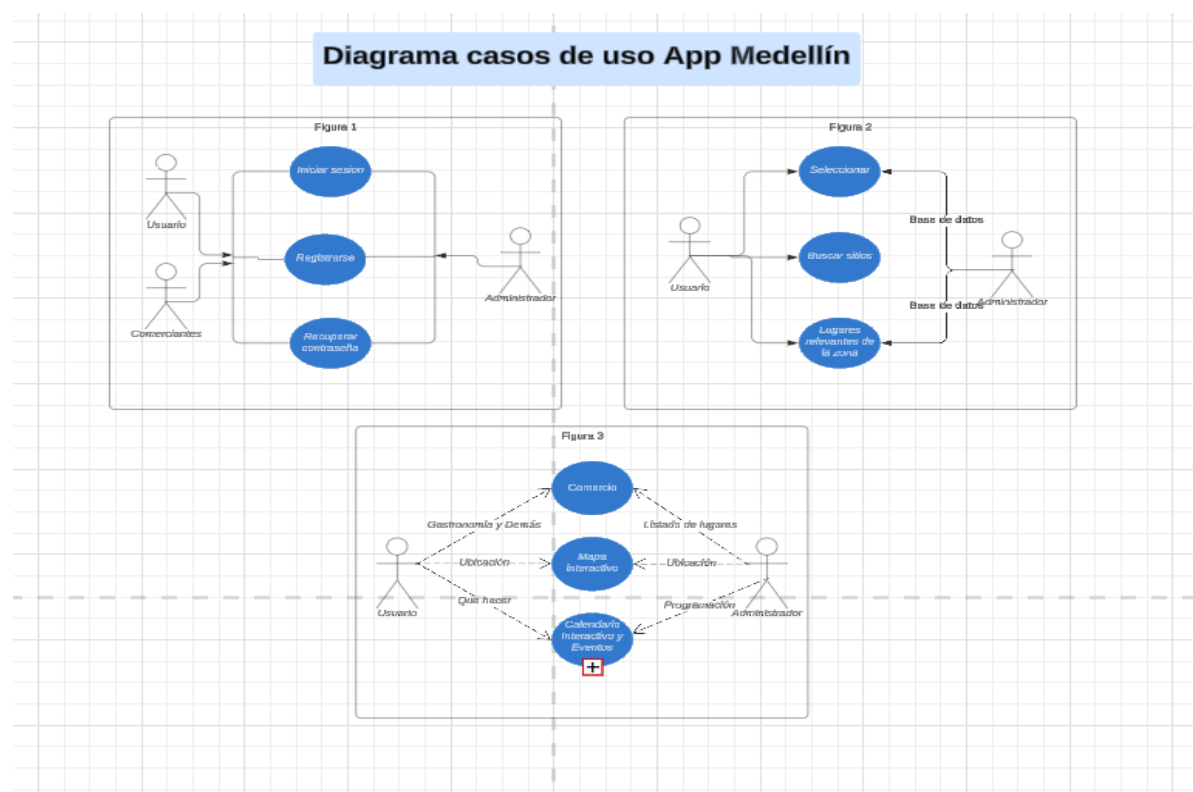 Diagrama casos de uso App Medellín
Figura 1
Iniciar sesion
Usuario
Registrarse
Comerciantes
Administrador
Recuperar
contraseña
Figura 2
Seleccionar
Base de datos
Buscar sitios
Usuario
Administrador
Base de datos
Lugares
relevantes de
la zona
Figura 3
Comercio
Gastronomía y Demás
Listado de lugares
Mapa
Interactivo
Ubicación
Ubicación
Que hacer
Programación
Usuario
Administrador
Calendario
Interactivo y
Eventos